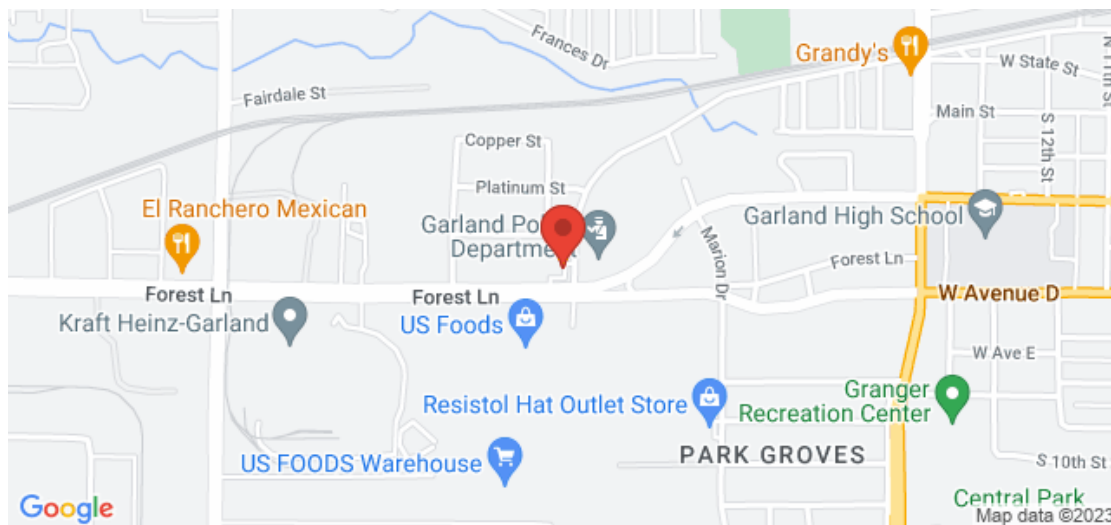 Frances Dr
Grandy's
W State St
N 11th St
Fairdale St
Main St
S 12th St
Copper St
Platinum St
El Ranchero Mexican
Garland Pol
Department
Garland High School
Marion Dr
Forest Ln
Forest Ln
Forest Ln
W Avenue D
Kraft Heinz-Garland
US Foods
W Ave E
Resistol Hat Outlet Store
Granger
Recreation Center
US FOODS Warehouse
PARK GROVES
S 10th St
Central Park
Google
Map data ©2023